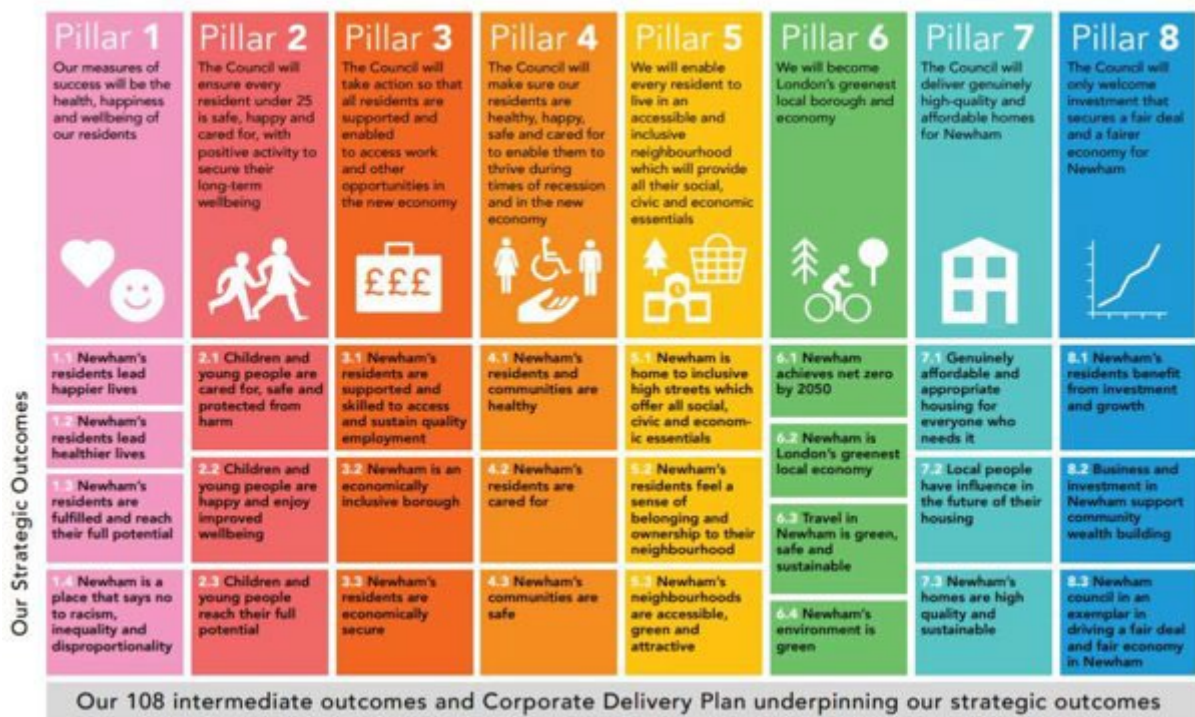 Pillar 1
Our measures of
success will be the
health, happiness
and wellbeing of
our residents
Pillar 2
The Council will
ensure every
resident under 25
is safe, happy and
cared for, with
positive activity to
secure their
long-term
wellbeing
Pillar 3
The Council will
take action so that
all residents are
supported and
enabled
to access work
and other
opportunities in
the new economy
£££
Pillar 4
The Council will
make sure our
residents are
healthy, happy,
safe and cared for
to enable them to
thrive during
times of recession
and in the new
economy
Pillar 5
We will enable
every resident to
live in an
accessible and
inclusive
neighbourhood
which will provide
all their social,
civic and economic
essentials
Pillar 6
We will become
London's greenest
local borough and
economy
Pillar 7
The Council will
deliver genuinely
high-quality and
affordable homes
for Newham
Pillar 8
The Council will
only welcome
investment that
secures a fair deal
and a fairer
economy for
Newham
Our Strategic Outcomes
1.1 Newham's
residents lead
happier lives
1.2 Newham's
residents lead
healthier lives
1.3 Newham's
residents are
fulfilled and reach
their full potential
1.4 Newham is a
place that says no
to racism,
inequality and
disproportionality
2.1 Children and
young people are
cared for, safe and
protected from
harm
2.2 Children and
young people are
happy and enjoy
improved
wellbeing
2.3 Children and
young people
reach their full
potential
3.1 Newham's
residents are
supported and
skilled to access
and sustain quality
employment
3.2 Newham is an
economically
inclusive borough
3.3 Newham's
residents are
economically
secure
4.1 Newham's
residents and
communities are
healthy
4.2 Newham's
residents are
cared for
4.3 Newham's
communities are
safe
5.1 Newham is
home to inclusive
high streets which
offer all social,
civic and econom-
ic essentials
5.2 Newham's
residents feel a
sense of
belonging and
ownership to their
neighbourhood
5.3 Newham's
neighbourhoods
are accessible,
green and
attractive
6.1 Newham
achieves net zero
by 2050
6.2 Newham is
London's greenest
local economy
6.3 Travel in
Newham is green,
safe and
sustainable
6.4 Newham's
environment is
green
7.1 Genuinely
affordable and
appropriate
housing for
everyone who
needs it
7.2 Local people
have influence in
the future of their
housing
7.3 Newham's
homes are high
quality and
sustainable
8.1 Newham's
residents benefit
from investment
and growth
8.2 Business and
investment in
Newham support
community
wealth building
8.3 Newham
council in an
exemplar in
driving a fair deal
and fair economy
in Newham
Our 108 intermediate outcomes and Corporate Delivery Plan underpinning our strategic outcomes